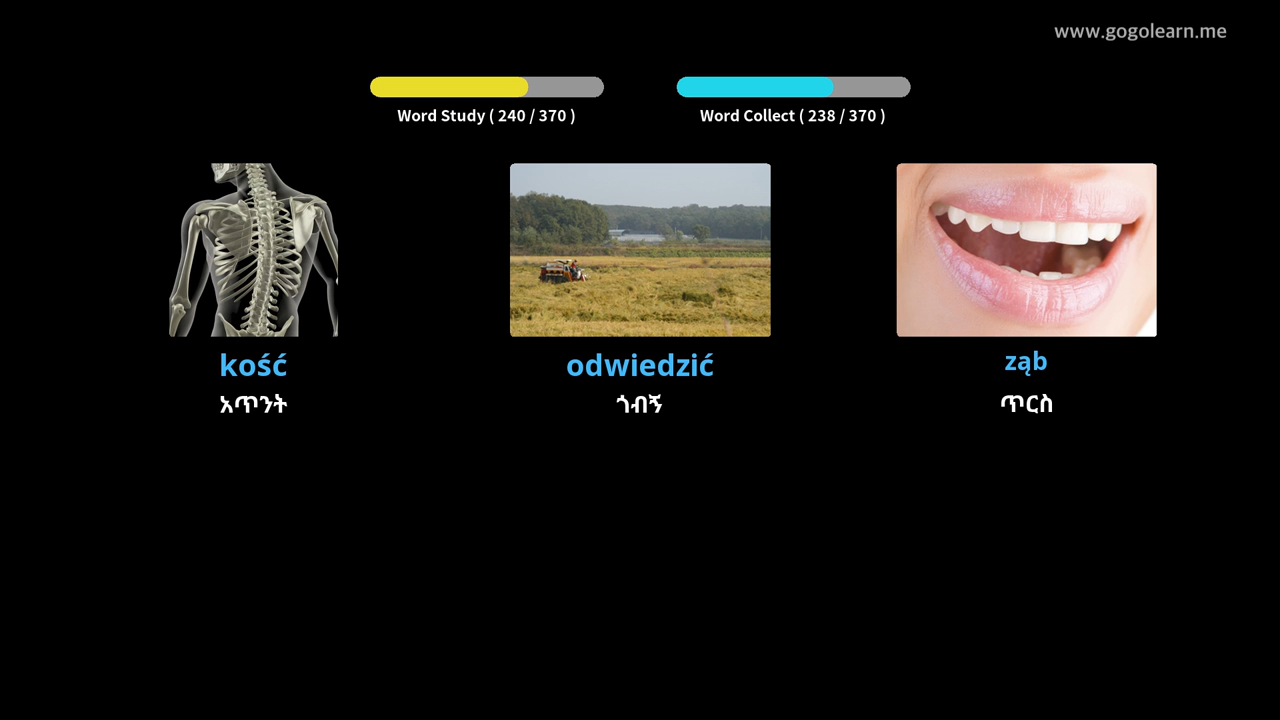 www.gogolearn.me
Word Study ( 240 / 370 )
Word Collect ( 238 / 370 )
kość
odwiedzić
ząb
አጥንት
ጎብኝ
ጥርስ